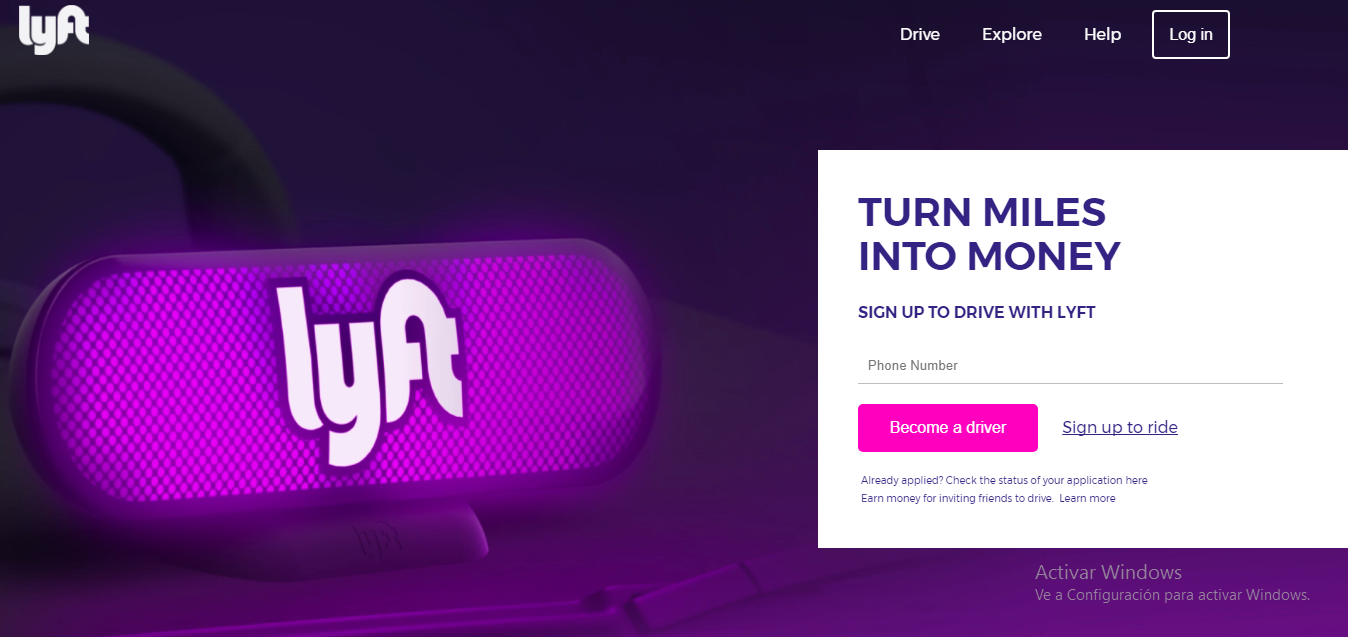 lyft
Drive
Explore
Help
Log in
TURN MILES
INTO MONEY
SIGN UP TO DRIVE WITH LYFT
lyft
Phone Number
Become a driver
Sign up to ride
Already applied? Check the status of your application here
Earn money for inviting friends to drive. Learn more
lyft
Activar Windows
Ve a Configuración para activar Windows.